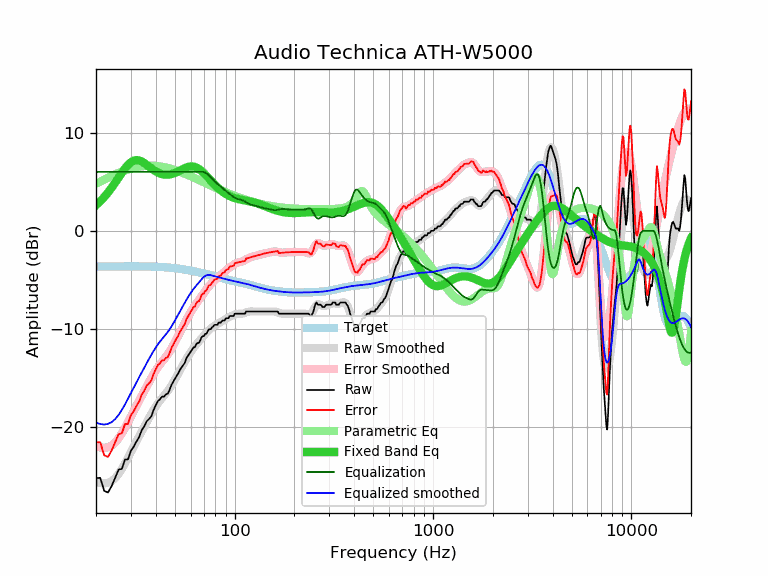 Audio Technica ATH-W5000
Amplitude (dBr)
10
0
−10
−20
Target
Raw Smoothed
Error Smoothed
Raw
Error
Parametric Eq
Fixed Band Eq
Equalization
Equalized smoothed
100
1000
10000
Frequency (Hz)